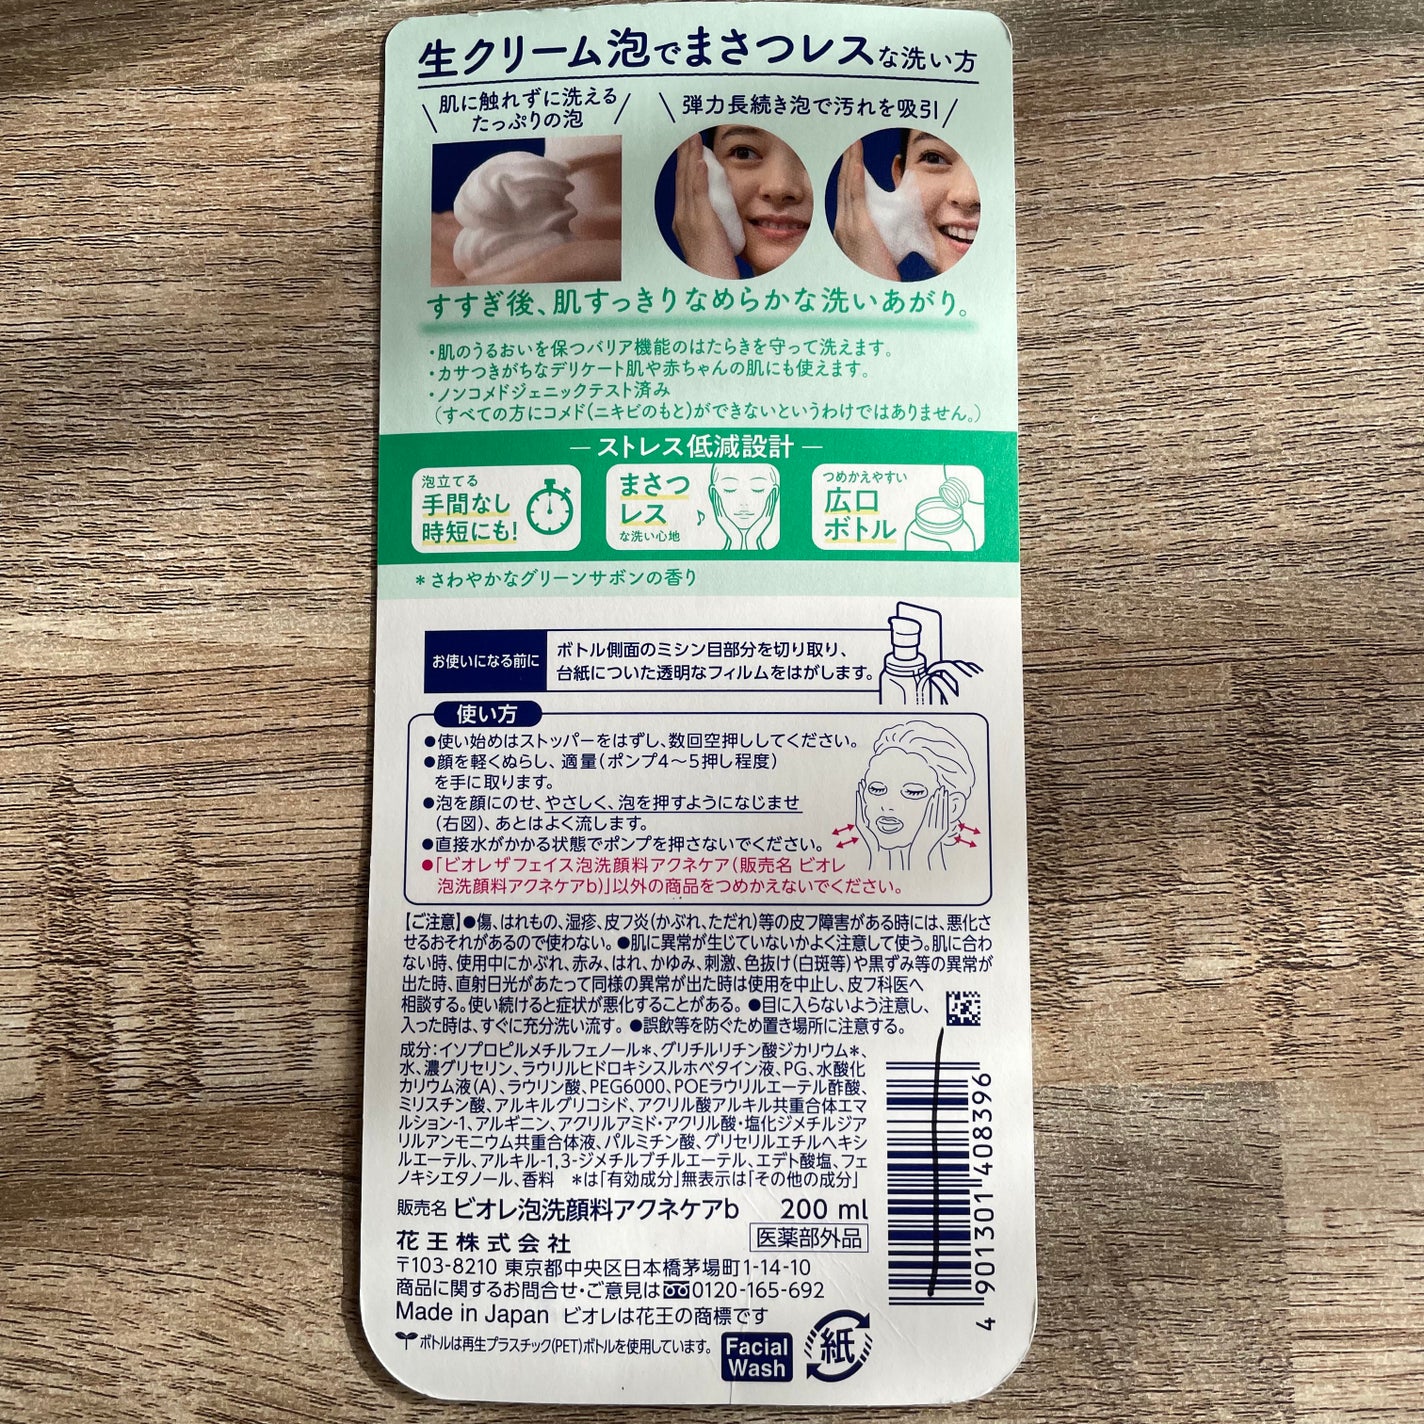 生クリーム泡でまさつレスな洗い方
肌に触れずに洗える
たっぷりの泡
弾力長続き泡で汚れを吸引
すすぎ後、肌すっきりなめらかな洗いあがり。
・肌のうるおいを保つバリア機能のはたらきを守って洗えます。
・カサつきがちなデリケート肌や赤ちゃんの肌にも使えます。
・ノンコメドジェニックテスト済み
(すべての方にコメド(ニキビのもと)ができないというわけではありません。)
ストレス低減設計
泡立てる
手間なし
時短にも!
まさつ
レス
な洗い心地
つめかえやすい
広口
ボトル
*さわやかなグリーンサボンの香り
お使いになる前に
ボトル側面のミシン目部分を切り取り、
台紙についた透明なフィルムをはがします。
使い方
●使い始めはストッパーをはずし、数回空押ししてください。
●顔を軽くぬらし、適量(ポンプ4〜5押し程度)
を手に取ります。
●泡を顔にのせ、やさしく、泡を押すようになじませ
(右図)、あとはよく流します。
●直接水がかかる状態でポンプを押さないでください。
●「ビオレザフェイス泡洗顔料アクネケア(販売名 ビオレ
泡洗顔料アクネケアb)」以外の商品をつめかえないでください。
【ご注意】●傷、はれもの、湿疹、皮フ炎(かぶれ、ただれ)等の皮フ障害がある時には、悪化さ
せるおそれがあるので使わない。●肌に異常が生じていないかよく注意して使う。肌に合わ
ない時、使用中にかぶれ、赤み、はれ、かゆみ、刺激、色抜け(白斑等)や黒ずみ等の異常が
出た時、直射日光があたって同様の異常が出た時は使用を中止し、皮フ科医へ
相談する。使い続けると症状が悪化することがある。●目に入らないよう注意し、
入った時は、すぐに充分洗い流す。●誤飲等を防ぐため置き場所に注意する。
成分:イソプロピルメチルフェノール*、グリチルリチン酸ジカリウム*、
水、濃グリセリン、ラウリルヒドロキシスルホベタイン液、PG、水酸化
カリウム液(A)、ラウリン酸、PEG6000、POEラウリルエーテル酢酸、
ミリスチン酸、アルキルグリコシド、アクリル酸アルキル共重合体エマ
ルション-1、アルギニン、アクリルアミド・アクリル酸・塩化ジメチルジア
リルアンモニウム共重合体液、パルミチン酸、グリセリルエチルヘキシ
ルエーテル、アルキル-1,3-ジメチルブチルエーテル、エデト酸塩、フェ
ノキシエタノール、香料 *は「有効成分」無表示は「その他の成分」
販売名 ビオレ泡洗顔料アクネケアb 200 ml
花王株式会社 医薬部外品
〒103-8210 東京都中央区日本橋茅場町1-14-10
商品に関するお問合せ・ご意見は0120-165-692
Made in Japan ビオレは花王の商標です
ボトルは再生プラスチック(PET)ボトルを使用しています。
Facial
Wash
紙
4 901301 408396